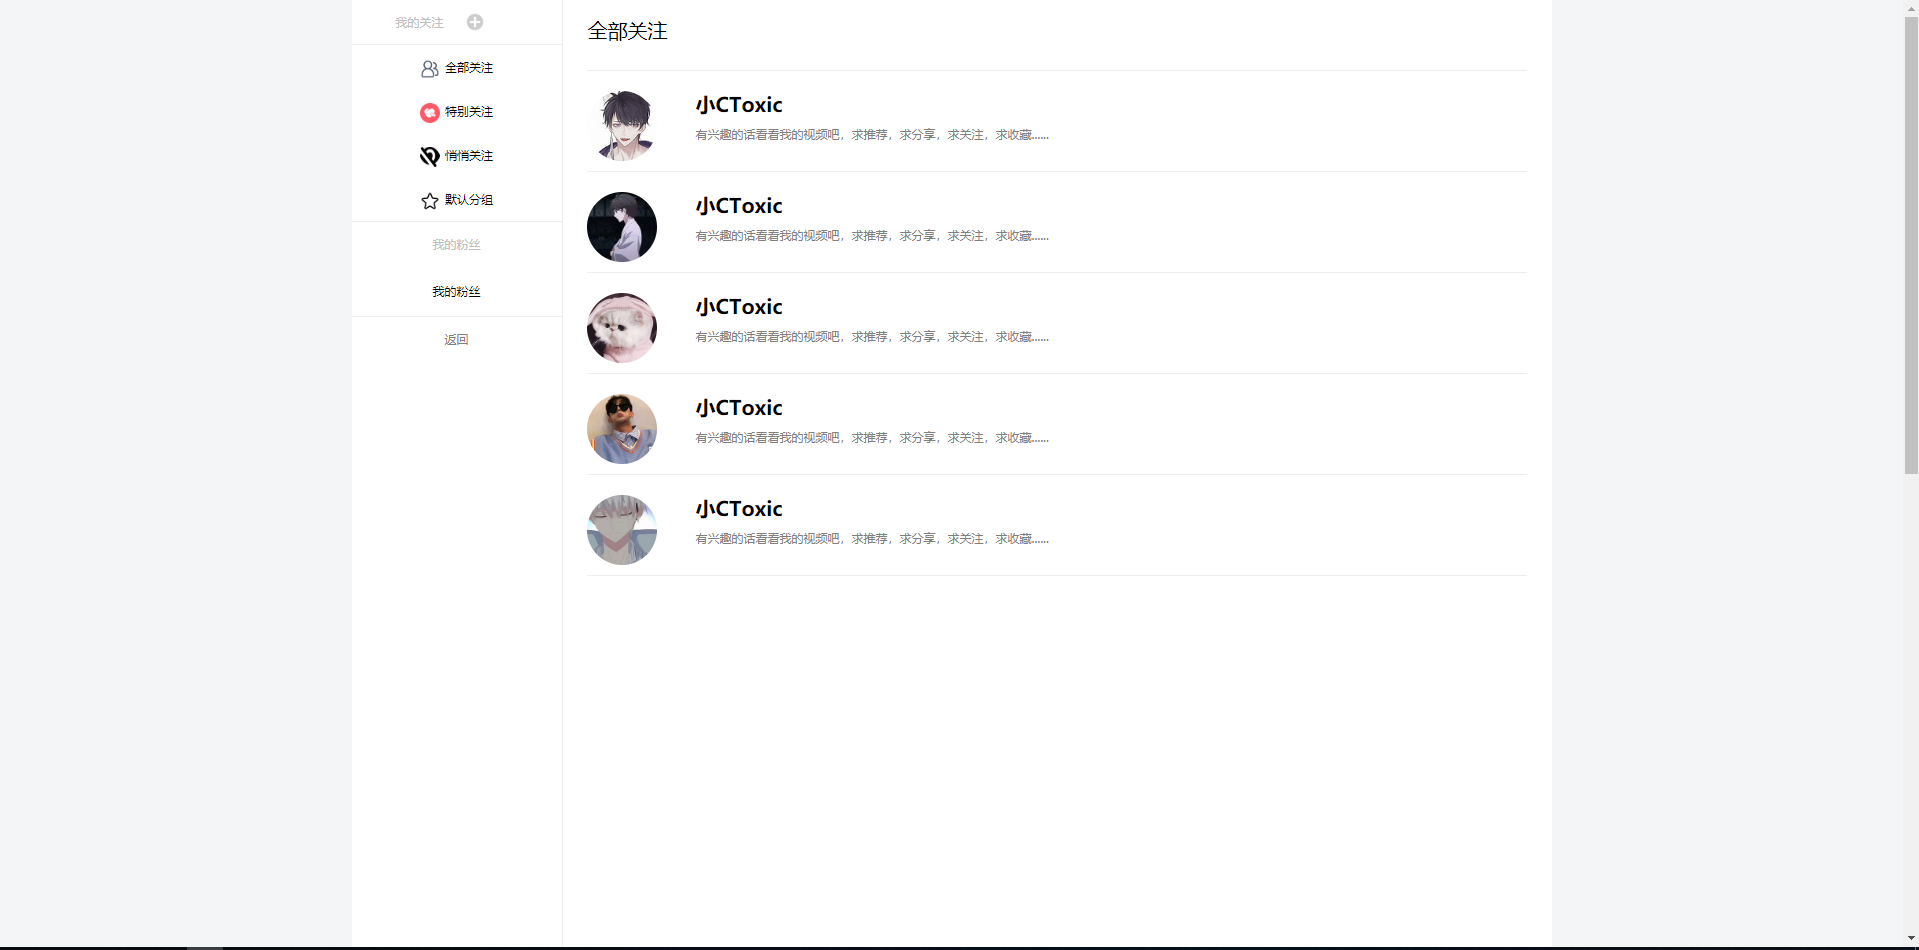 我的关注
全部关注
特别关注
悄悄关注
默认分组
我的粉丝
我的粉丝
返回
全部关注
小CToxic
有兴趣的话看看我的视频吧，求推荐，求分享，求关注，求收藏......
小CToxic
有兴趣的话看看我的视频吧，求推荐，求分享，求关注，求收藏......
小CToxic
有兴趣的话看看我的视频吧，求推荐，求分享，求关注，求收藏......
小CToxic
有兴趣的话看看我的视频吧，求推荐，求分享，求关注，求收藏......
小CToxic
有兴趣的话看看我的视频吧，求推荐，求分享，求关注，求收藏......